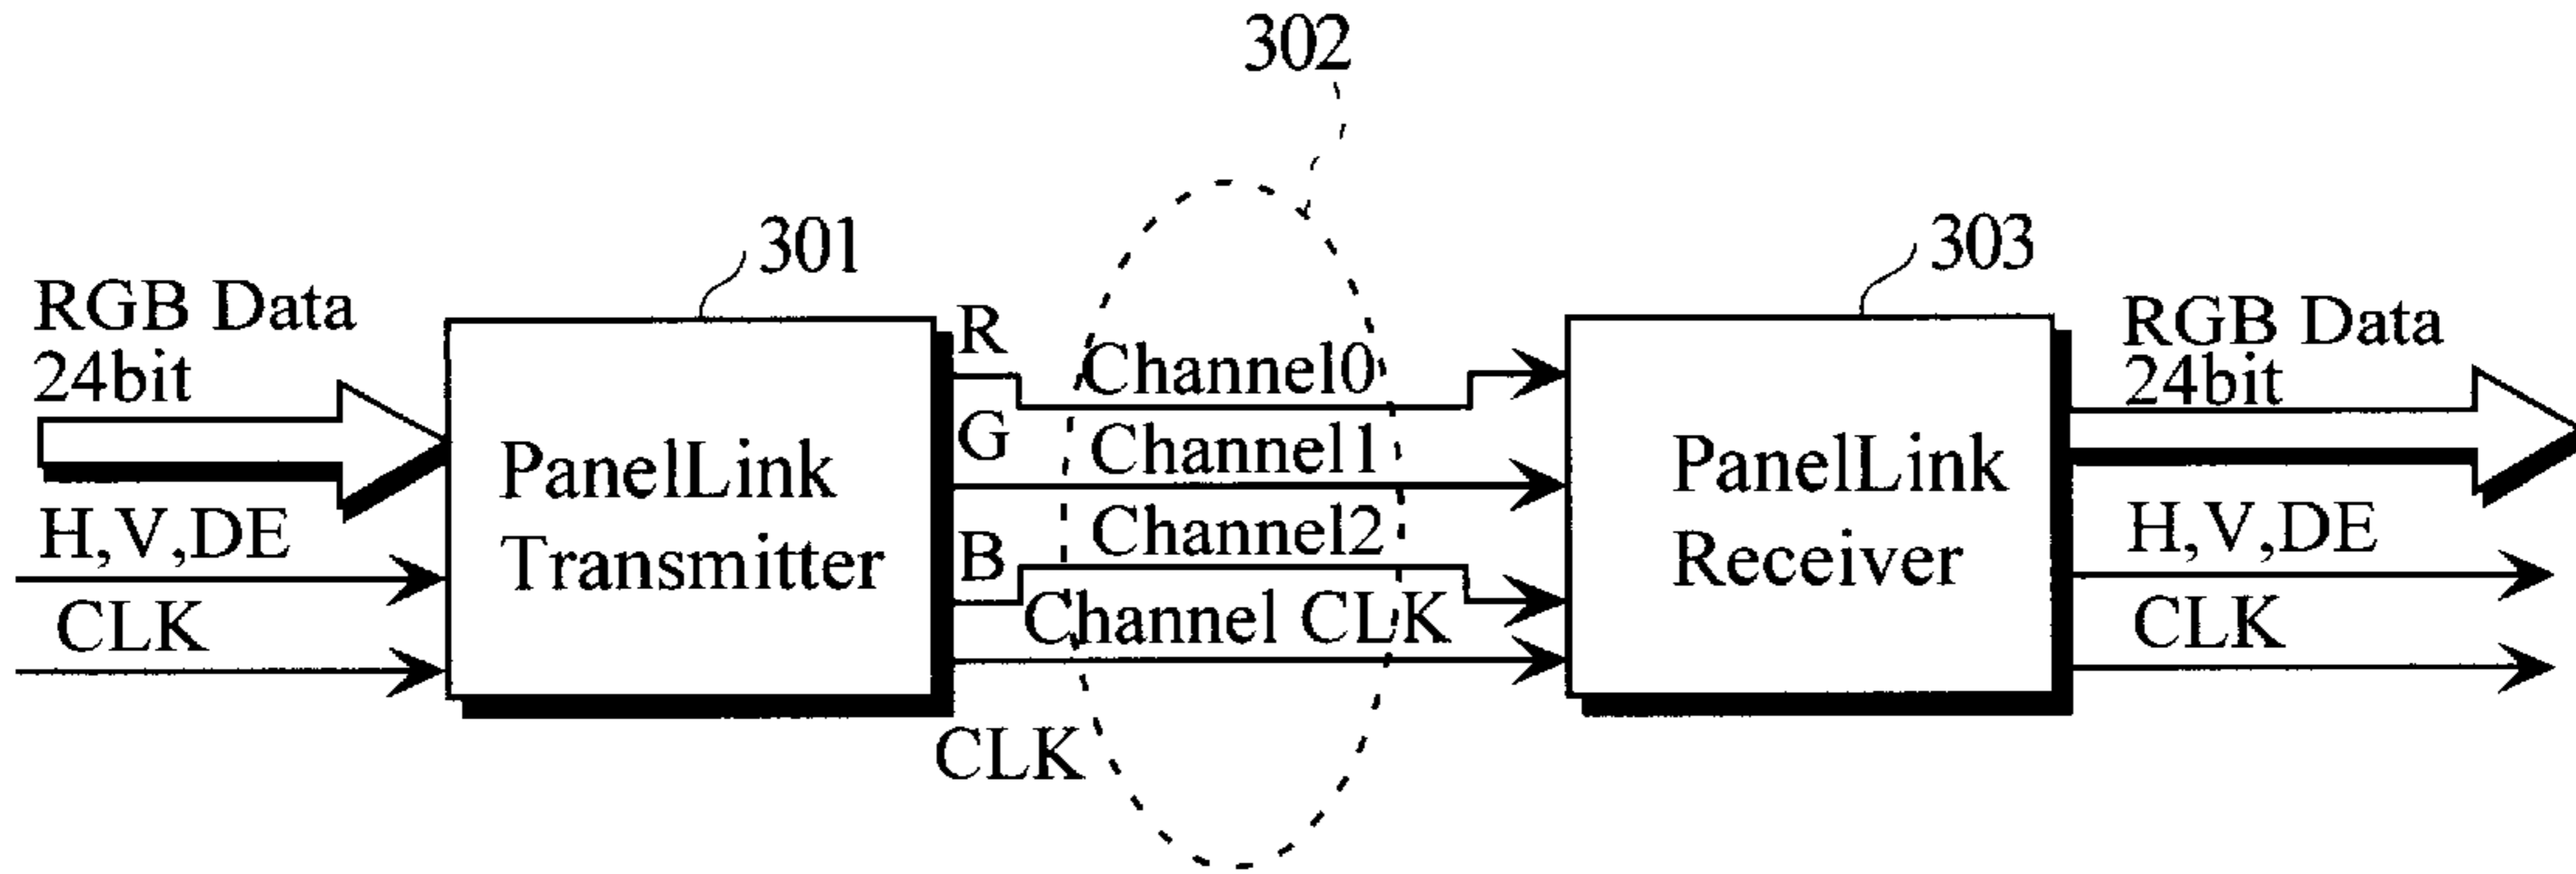 302
301
303
RGB Data
24bit
H,V,DE
CLK
PanelLink
Transmitter
R
G
B
CLK
Channel0
Channel1
Channel2
Channel CLK
PanelLink
Receiver
RGB Data
24bit
H,V,DE
CLK